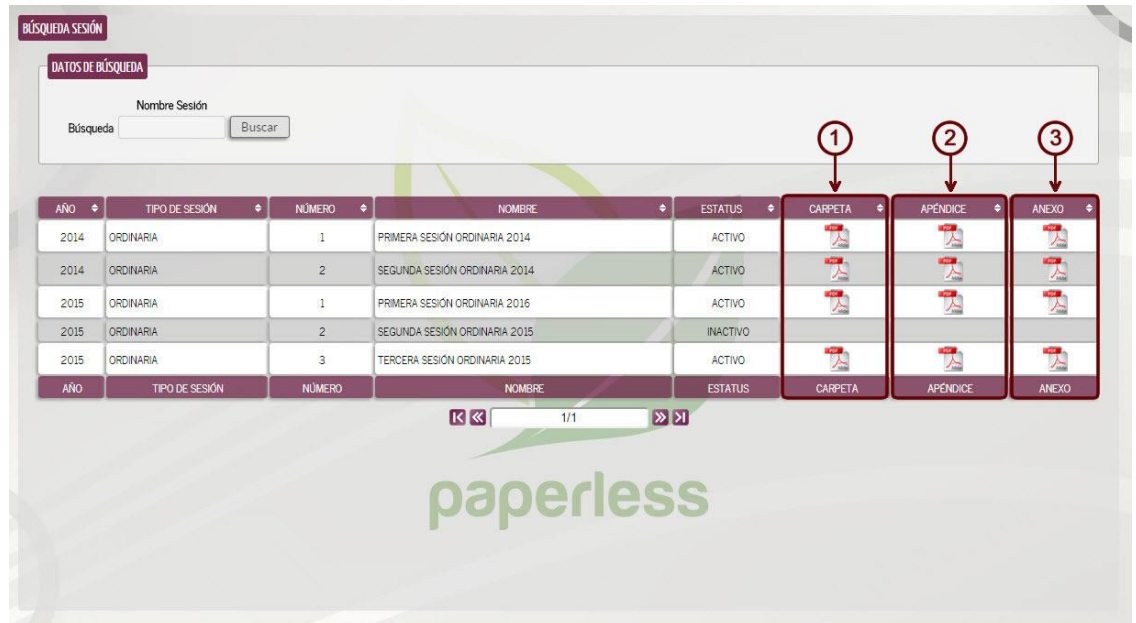 BÚSQUEDA SESIÓN
DATOS DE BÚSQUEDA
Nombre Sesión
Búsqueda Buscar
1 2 3
AÑO TIPO DE SESIÓN NÚMERO NOMBRE ESTATUS CARPETA APÉNDICE ANEXO
2014 ORDINARIA 1 PRIMERA SESIÓN ORDINARIA 2014 ACTIVO
2014 ORDINARIA 2 SEGUNDA SESIÓN ORDINARIA 2014 ACTIVO
2015 ORDINARIA 1 PRIMERA SESIÓN ORDINARIA 2016 ACTIVO
2015 ORDINARIA 2 SEGUNDA SESIÓN ORDINARIA 2015 INACTIVO
2015 ORDINARIA 3 TERCERA SESIÓN ORDINARIA 2015 ACTIVO
AÑO TIPO DE SESIÓN NÚMERO NOMBRE ESTATUS CARPETA APÉNDICE ANEXO
1/1
paperless